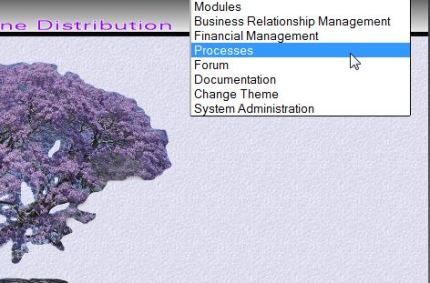 ne Distribution
Modules
Business Relationship Management
Financial Management
Processes
Forum
Documentation
Change Theme
System Administration